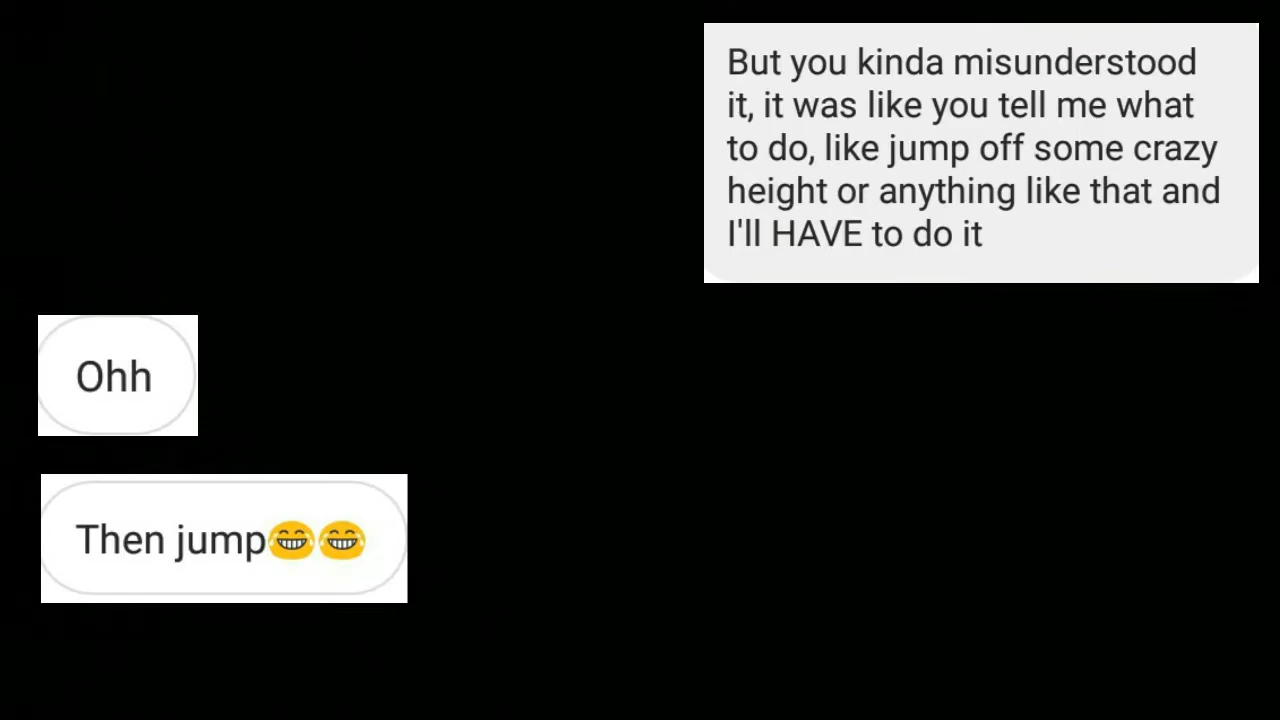 But you kinda misunderstood
it, it was like you tell me what
to do, like jump off some crazy
height or anything like that and
I'll HAVE to do it
Ohh
Then jump😂😂